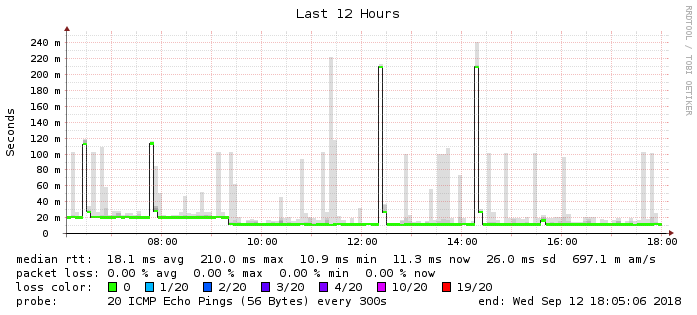 Last 12 Hours
RRDTOOL / TOBI OETIKER
Seconds
240 m
220 m
200 m
180 m
160 m
140 m
120 m
100 m
80 m
60 m
40 m
20 m
0
08:00 10:00 12:00 14:00 16:00 18:00
median rtt: 18.1 ms avg 210.0 ms max 10.9 ms min 11.3 ms now 26.0 ms sd 697.1 m am/s
packet loss: 0.00 % avg 0.00 % max 0.00 % min 0.00 % now
loss color: 0 1/20 2/20 3/20 4/20 10/20 19/20
probe: 20 ICMP Echo Pings (56 Bytes) every 300s end: Wed Sep 12 18:05:06 2018